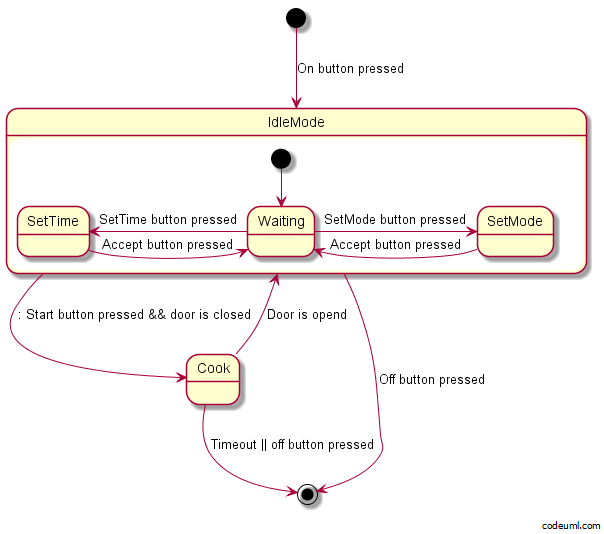 On button pressed
IdleMode
SetTime
SetTime button pressed
Waiting
SetMode button pressed
SetMode
Accept button pressed
Accept button pressed
: Start button pressed && door is closed
Door is opend
Cook
Off button pressed
Timeout || off button pressed
codeuml.com